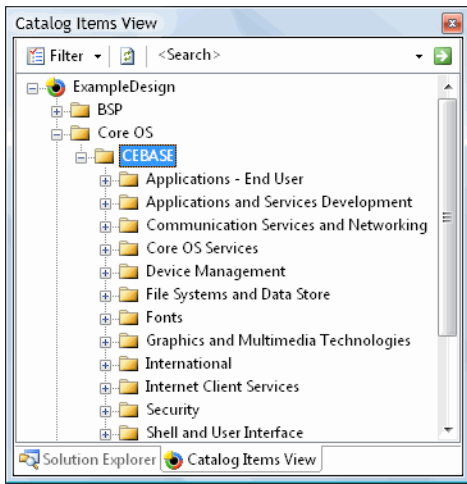 Catalog Items View
Filter <Search>
ExampleDesign
BSP
Core OS
CEBASE
Applications - End User
Applications and Services Development
Communication Services and Networking
Core OS Services
Device Management
File Systems and Data Store
Fonts
Graphics and Multimedia Technologies
International
Internet Client Services
Security
Shell and User Interface
Solution Explorer Catalog Items View